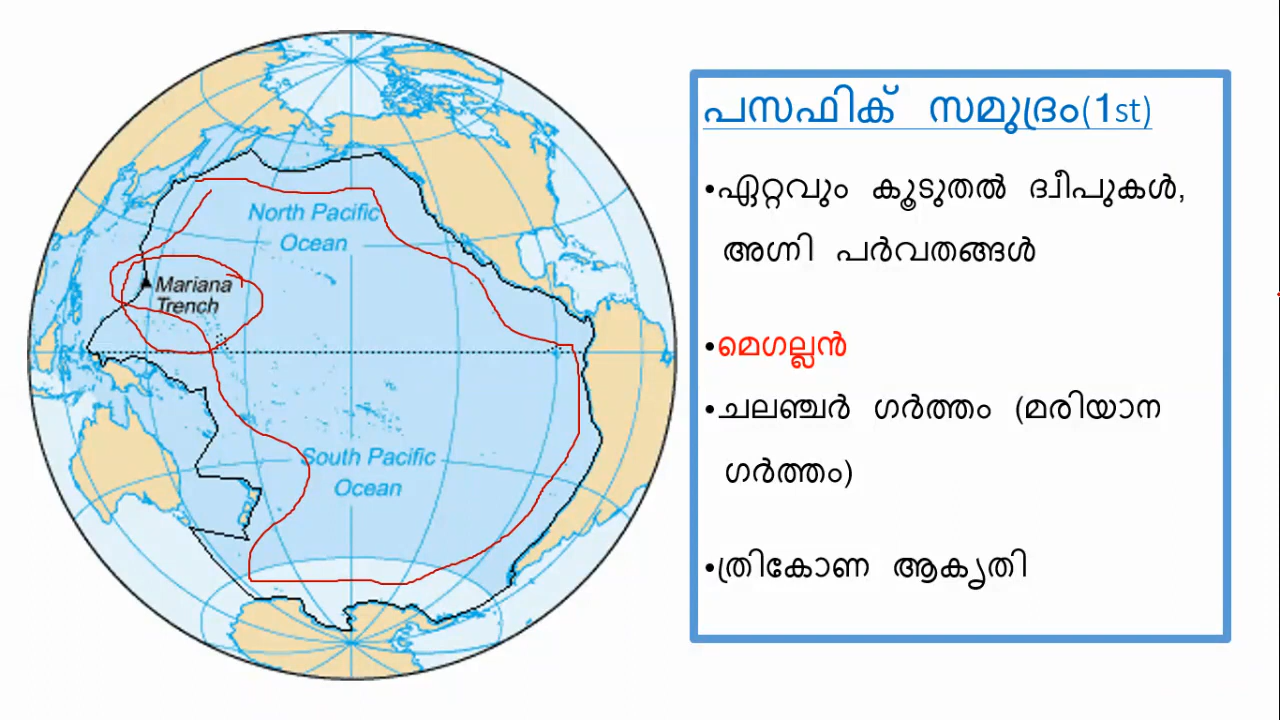 North Pacific
Ocean
Mariana
Trench
South Pacific
Ocean
പസഫിക് സമുദ്രം(1st)
•ഏറ്റവും കൂടുതൽ ദ്വീപുകൾ,
അഗ്നി പർവതങ്ങൾ
•മെഗല്ലൻ
•ചലഞ്ചർ ഗർത്തം (മരിയാന
ഗർത്തം)
•ത്രികോണ ആകൃതി